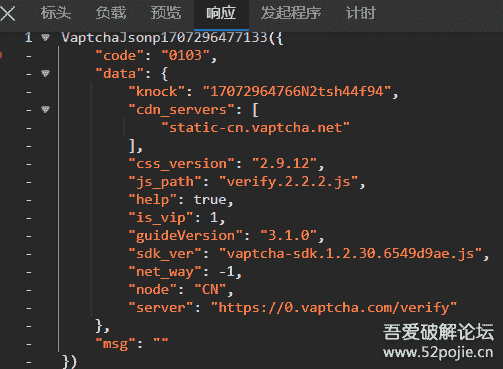 标头 负载 预览 响应 发起程序 计时
1 VaptchaJsonp1707296477133({
- "code": "0103",
- "data": {
- "knock": "17072964766N2tsh44f94",
- "cdn_servers": [
- "static-cn.vaptcha.net"
- ],
- "css_version": "2.9.12",
- "js_path": "verify.2.2.2.js",
- "help": true,
- "is_vip": 1,
- "guideVersion": "3.1.0",
- "sdk_ver": "vaptcha-sdk.1.2.30.6549d9ae.js",
- "net_way": -1,
- "node": "CN",
- "server": "https://0.vaptcha.com/verify"
- },
- "msg": ""
- })
吾爱破解论坛
www.52pojie.cn